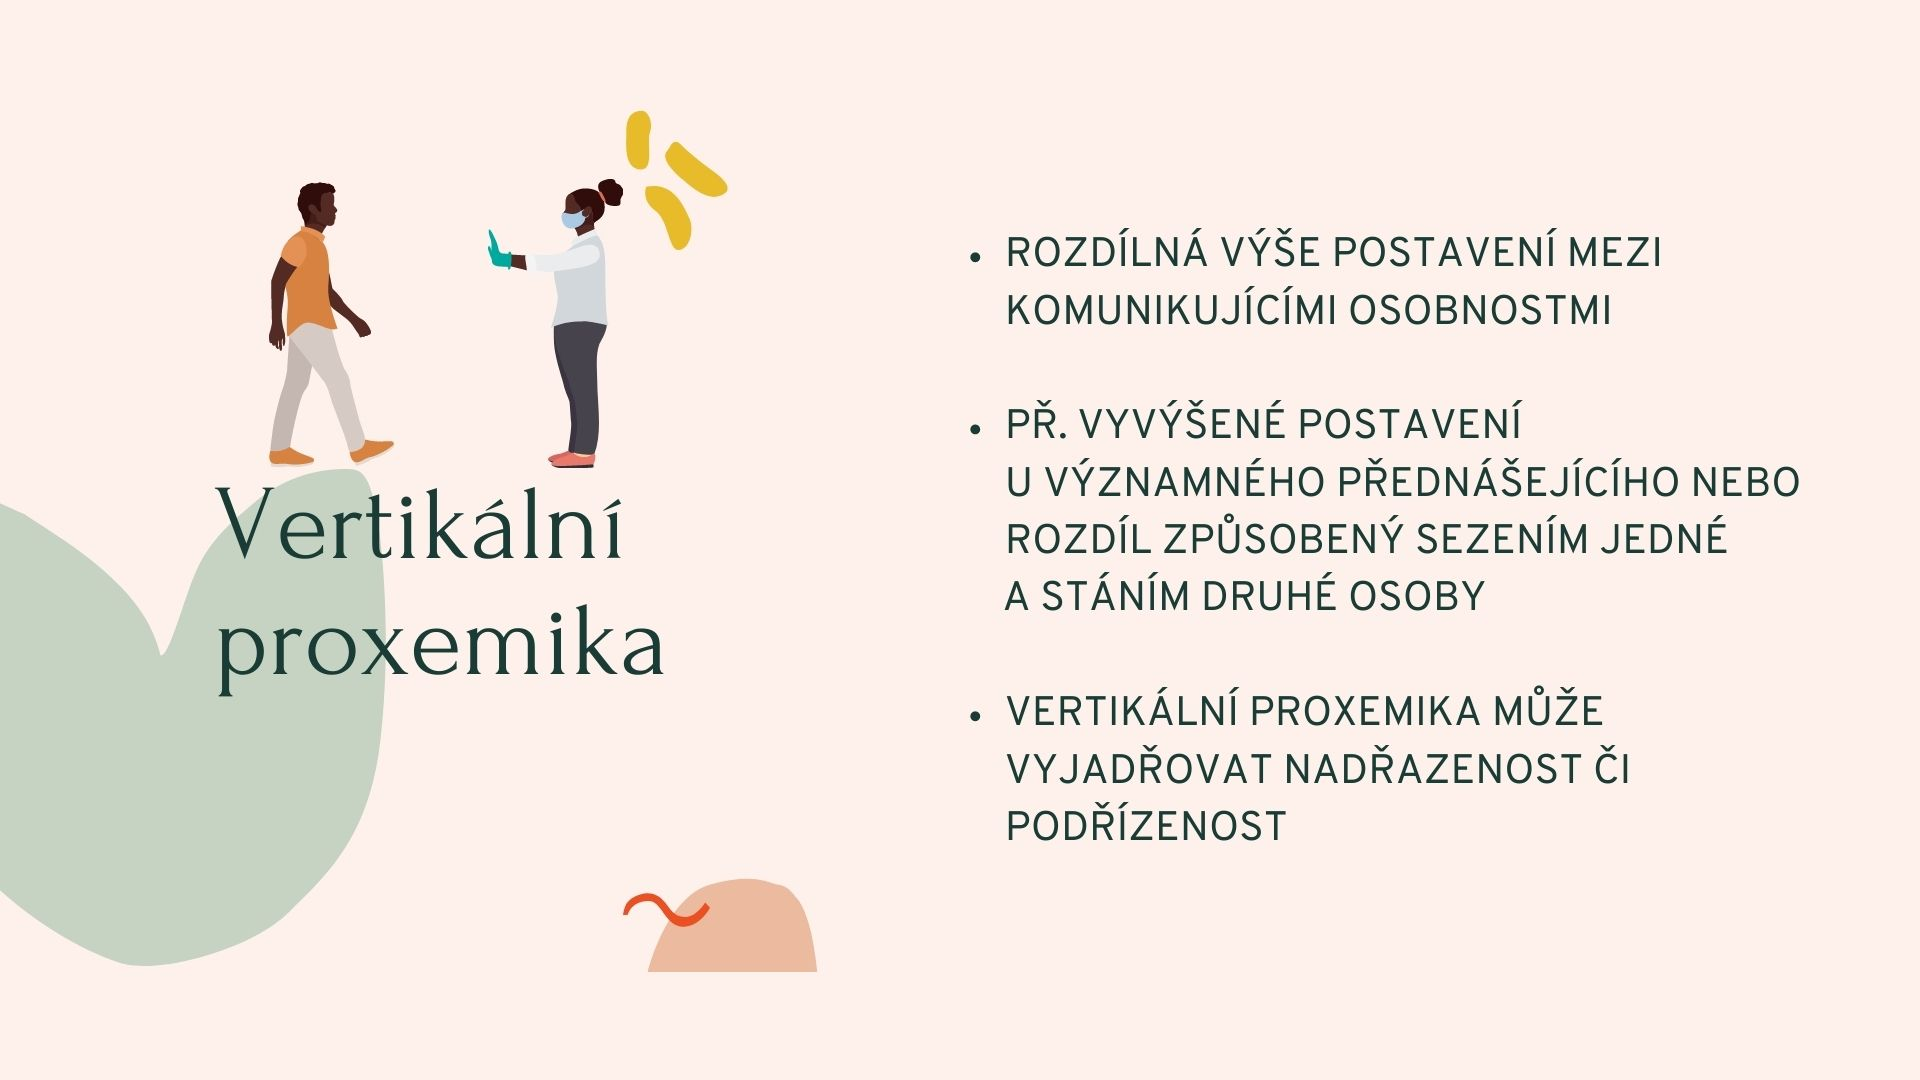 Vertikální
proxemika
• ROZDÍLNÁ VÝŠE POSTAVENÍ MEZI
KOMUNIKUJÍCÍMI OSOBNOSTMI
• PŘ. VYVÝŠENÉ POSTAVENÍ
U VÝZNAMNÉHO PŘEDNÁŠEJÍCÍHO NEBO
ROZDÍL ZPŮSOBENÝ SEZENÍM JEDNÉ
A STÁNÍM DRUHÉ OSOBY
• VERTIKÁLNÍ PROXEMIKA MŮŽE
VYJADŘOVAT NADŘAZENOST ČI
PODŘÍZENOST